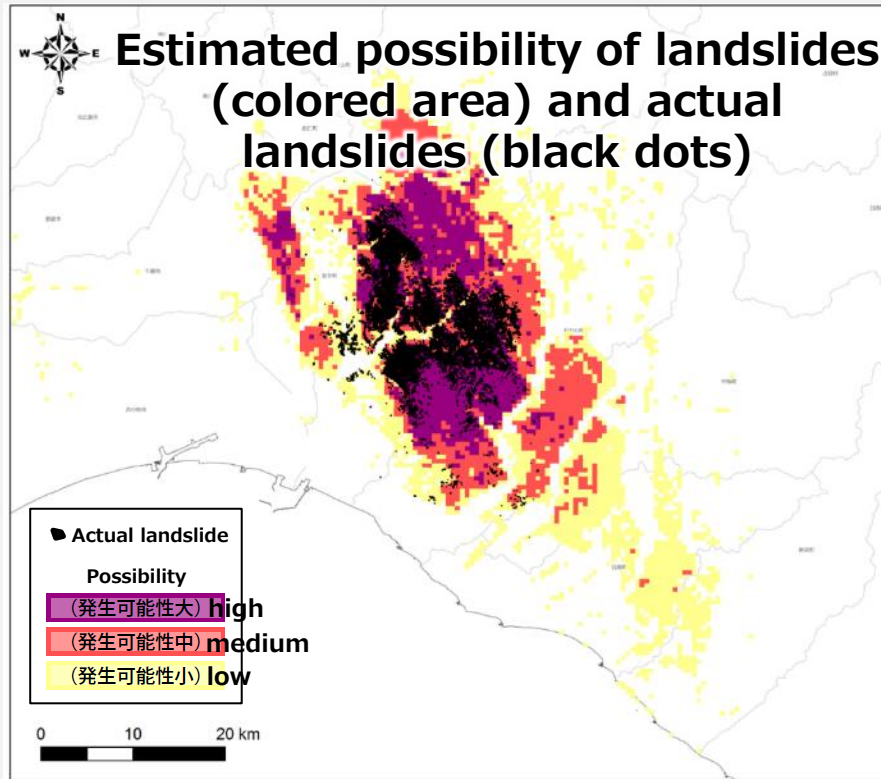 N
W E
S
Estimated possibility of landslides
(colored area) and actual
landslides (black dots)
Actual landslide
Possibility
(発生可能性大) high
(発生可能性中) medium
(発生可能性小) low
0 10 20 km